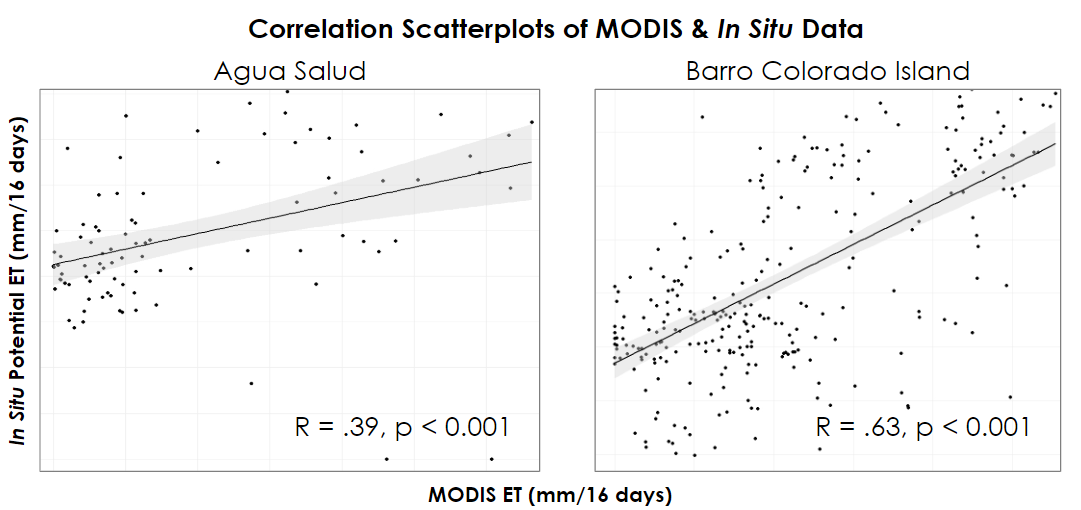 Correlation Scatterplots of MODIS & In Situ Data
Agua Salud
Barro Colorado Island
In Situ Potential ET (mm/16 days)
R = .39, p < 0.001
R = .63, p < 0.001
MODIS ET (mm/16 days)